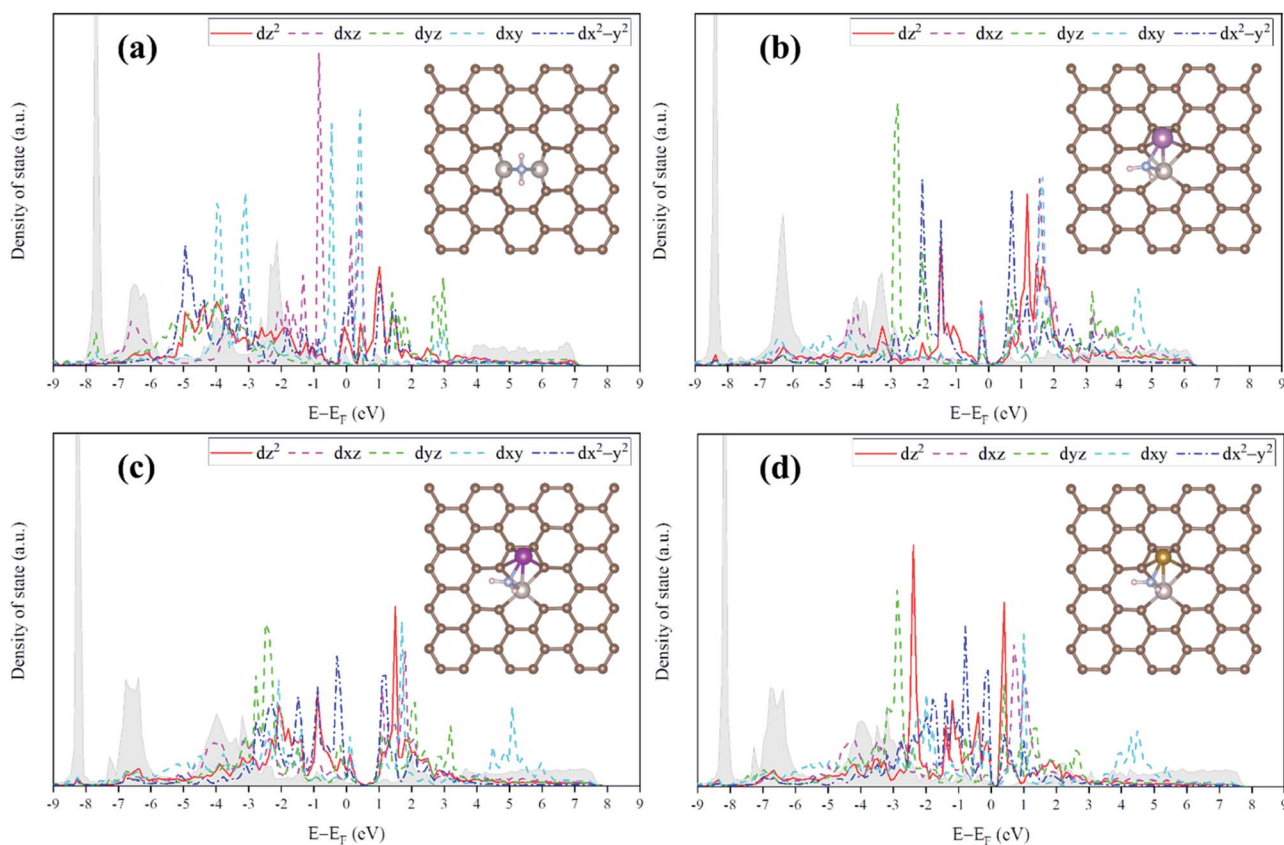 (a)
dz² dxz dyz dxy dx²−y²
Density of state (a.u.)
-9 -8 -7 -6 -5 -4 -3 -2 -1 0 1 2 3 4 5 6 7 8 9
E−E_F (eV)
(b)
dz² dxz dyz dxy dx²−y²
Density of state (a.u.)
-9 -8 -7 -6 -5 -4 -3 -2 -1 0 1 2 3 4 5 6 7 8 9
E−E_F (eV)
(c)
dz² dxz dyz dxy dx²−y²
Density of state (a.u.)
-9 -8 -7 -6 -5 -4 -3 -2 -1 0 1 2 3 4 5 6 7 8 9
E−E_F (eV)
(d)
dz² dxz dyz dxy dx²−y²
Density of state (a.u.)
-9 -8 -7 -6 -5 -4 -3 -2 -1 0 1 2 3 4 5 6 7 8 9
E−E_F (eV)